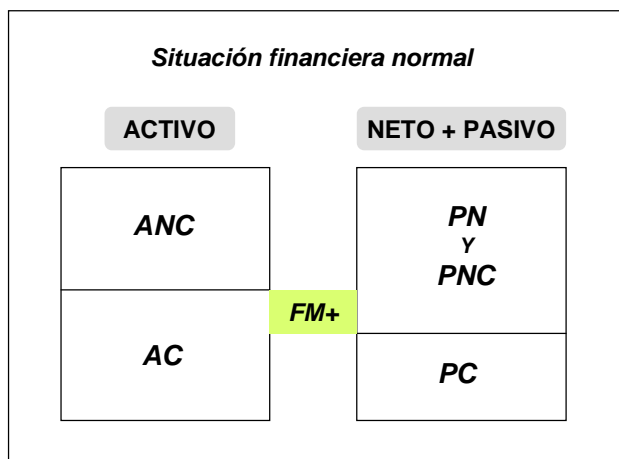 Situación financiera normal
ACTIVO
NETO + PASIVO
ANC
PN
Y
PNC
FM+
AC
PC